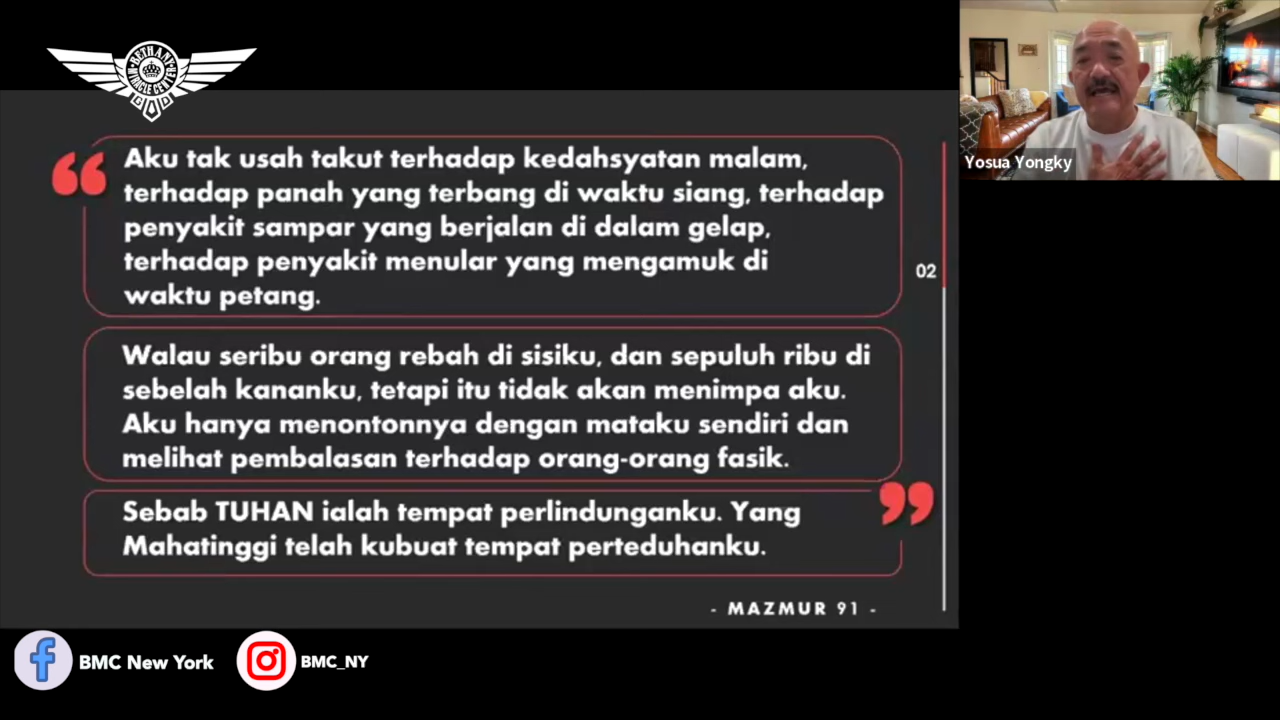 BETHANY
MIRACLE CENTER
Yosua Yongky
Aku tak usah takut terhadap kedahsyatan malam,
terhadap panah yang terbang di waktu siang, terhadap
penyakit sampar yang berjalan di dalam gelap,
terhadap penyakit menular yang mengamuk di
waktu petang.
02
Walau seribu orang rebah di sisiku, dan sepuluh ribu di
sebelah kananku, tetapi itu tidak akan menimpa aku.
Aku hanya menontonnya dengan mataku sendiri dan
melihat pembalasan terhadap orang-orang fasik.
Sebab TUHAN ialah tempat perlindunganku. Yang
Mahatinggi telah kubuat tempat perteduhanku.
- MAZMUR 91 -
BMC New York
BMC_NY